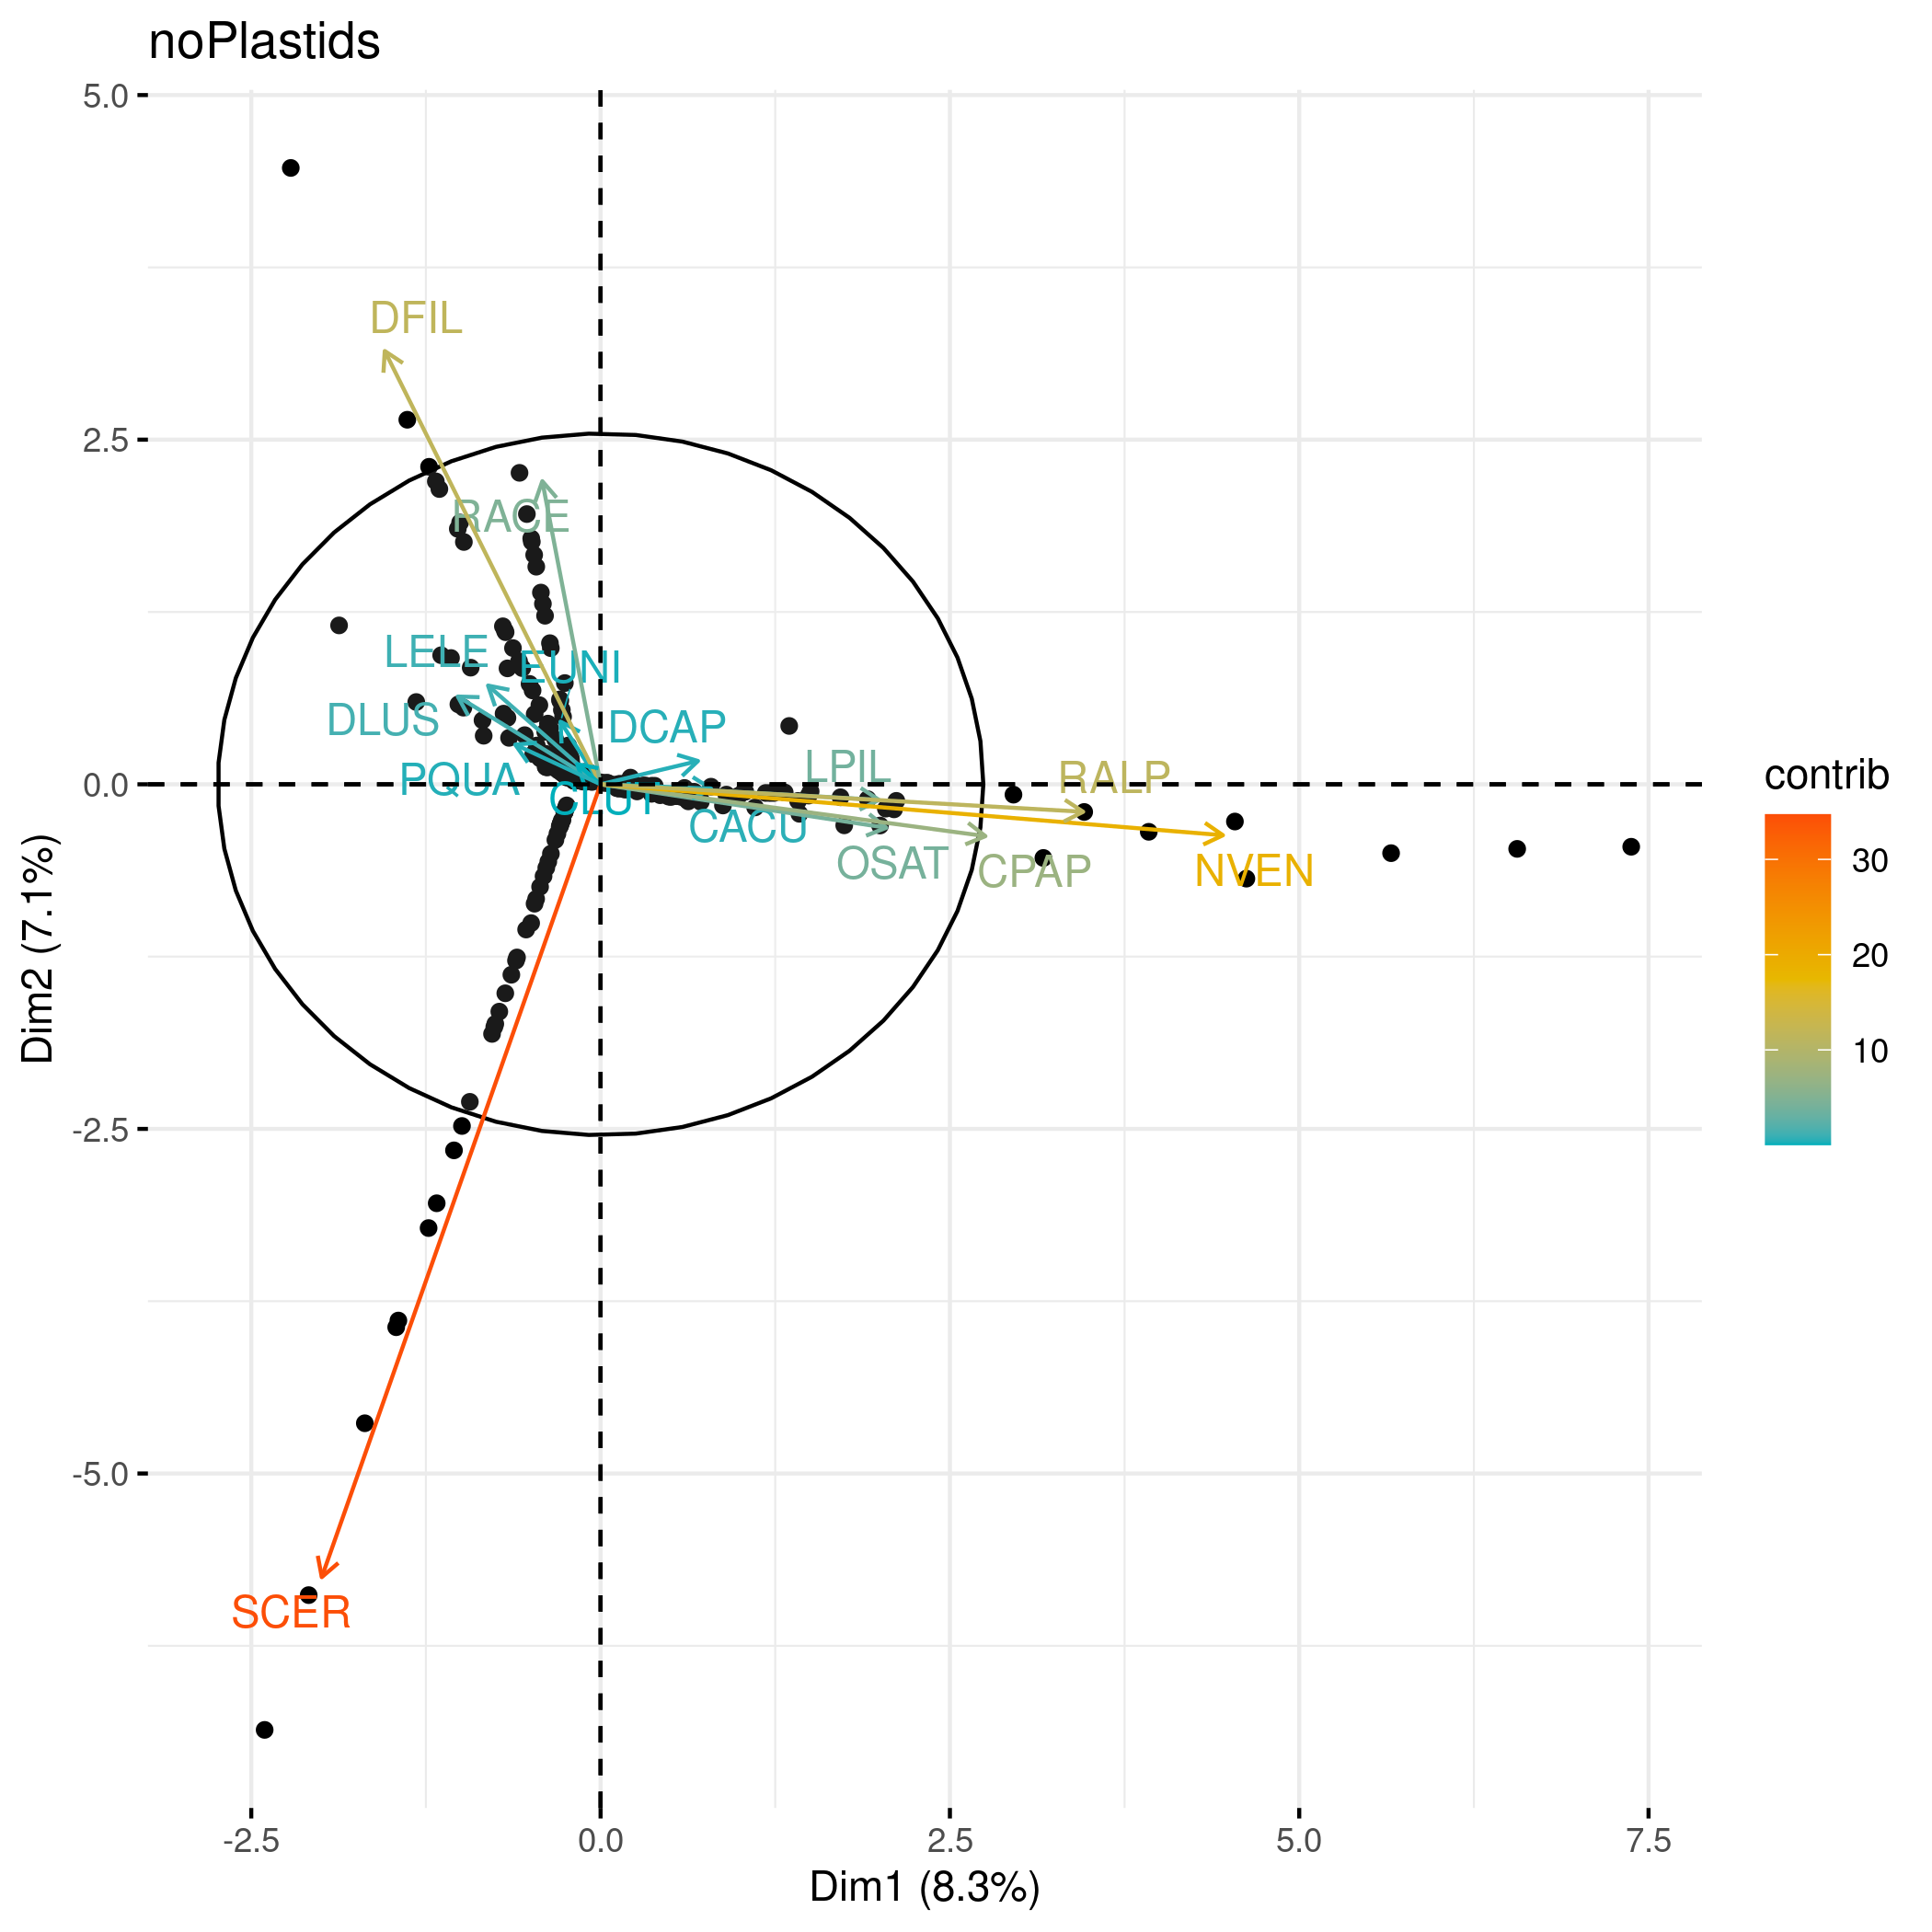 noPlastids
5.0
2.5
0.0
-2.5
-5.0
Dim2 (7.1%)
DFIL
RACE
LELE
EUNI
DLUS
DCAP
PQUA
CLUT
CACU
LPIL
RALP
OSAT
CPAP
NVEN
SCER
-2.5
0.0
2.5
5.0
7.5
Dim1 (8.3%)
contrib
30
20
10